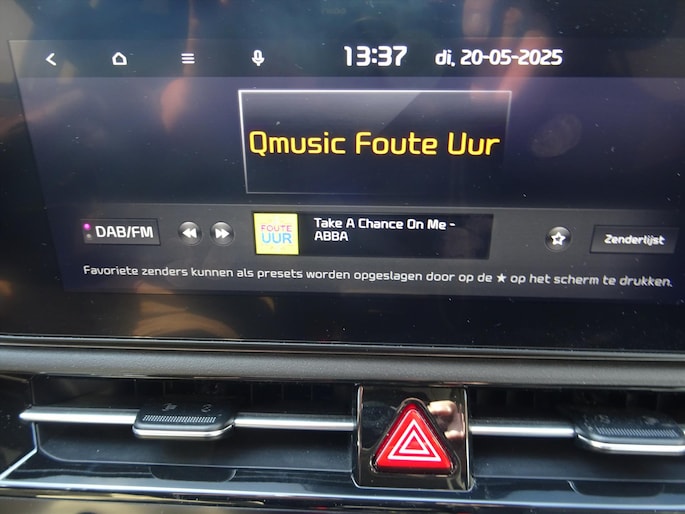 13:37 di, 20-05-2025
Qmusic Foute Uur
DAB/FM
FOUTE
UUR
Take A Chance On Me -
ABBA
Zenderlijst
Favoriete zenders kunnen als presets worden opgeslagen door op de ★ op het scherm te drukken.